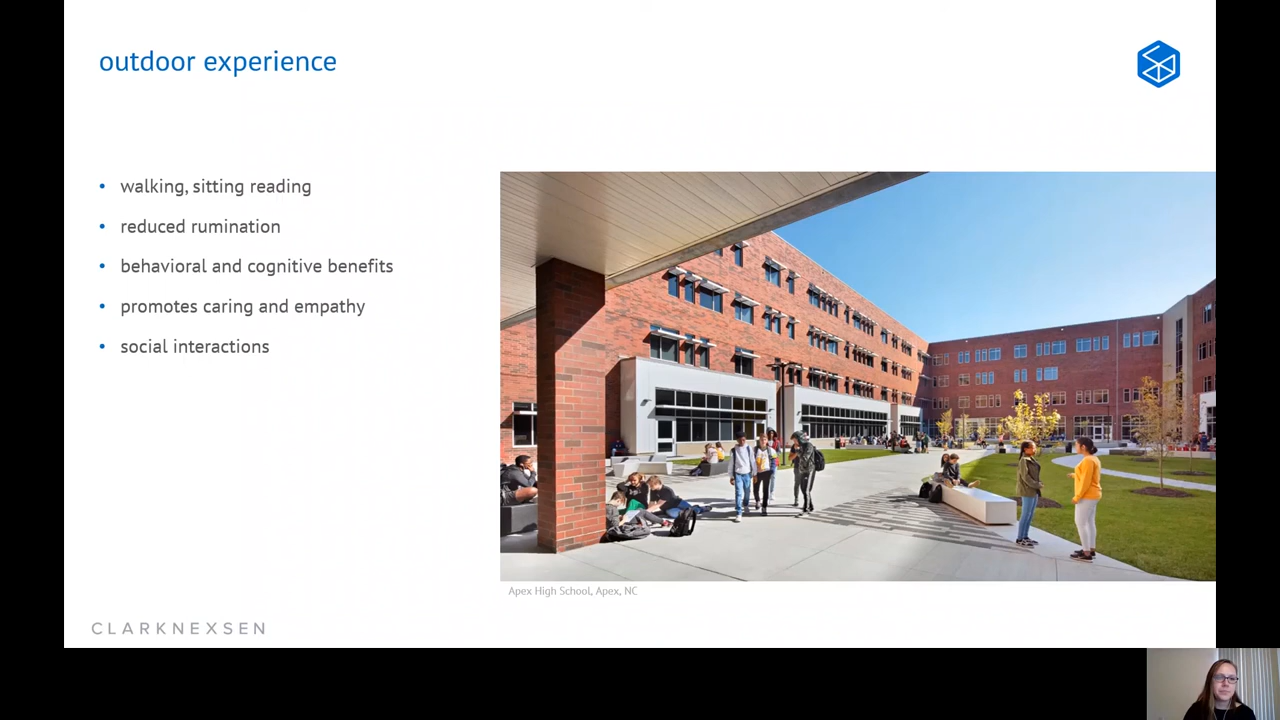 outdoor experience
• walking, sitting reading
• reduced rumination
• behavioral and cognitive benefits
• promotes caring and empathy
• social interactions
Apex High School, Apex, NC
CLARKNEXSEN